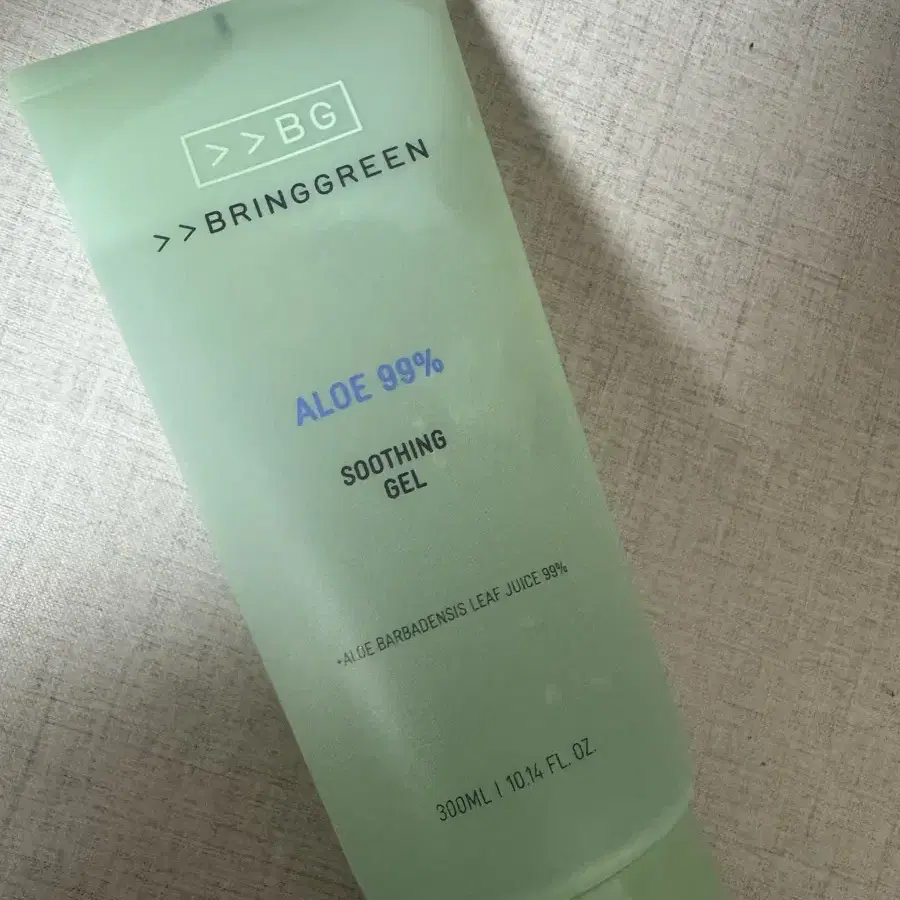 >>BG
>>BRINGGREEN
ALOE 99%
SOOTHING
GEL
*ALOE BARBADENSIS LEAF JUICE 99%
300ML | 10.14 FL. OZ.